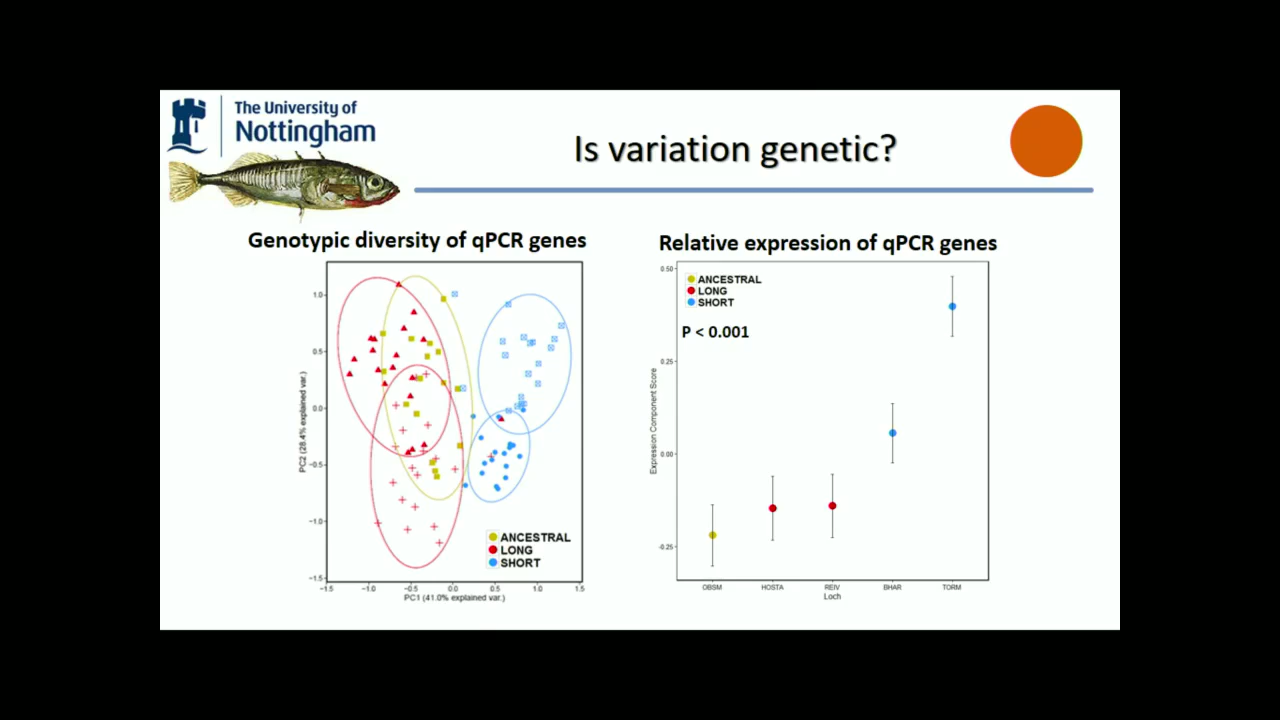 The University of
Nottingham
Is variation genetic?
Genotypic diversity of qPCR genes
1.0
0.5
0.0
−0.5
−1.0
−1.5
PC2 (28.4% explained var.)
ANCESTRAL
LONG
SHORT
−1.5 −1.0 −0.5 0.0 0.5 1.0 1.5
PC1 (41.0% explained var.)
Relative expression of qPCR genes
0.50
0.25
0.00
-0.25
Expression Component Score
ANCESTRAL
LONG
SHORT
P < 0.001
OBSM HOSTA REIV BHAR TORM
Loch